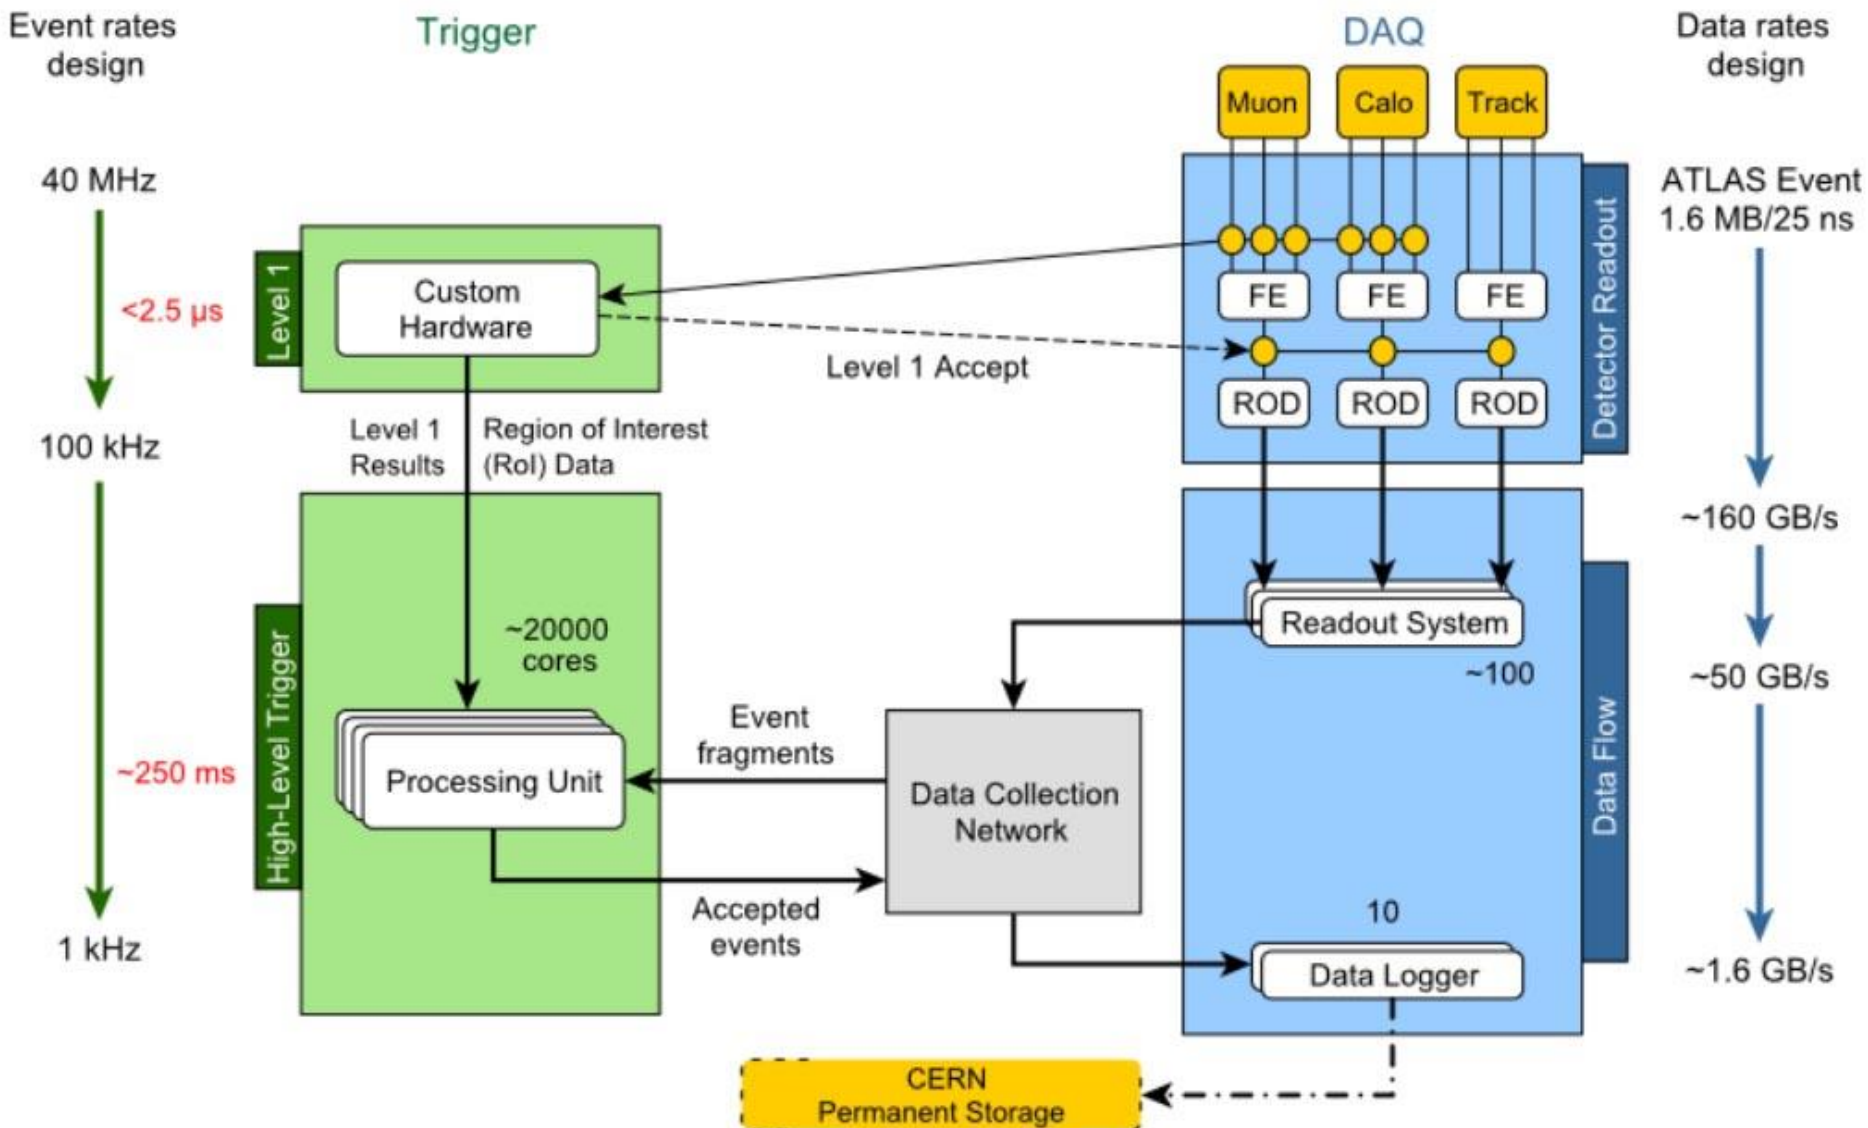 Event rates
design
Trigger
DAQ
Data rates
design
Muon
Calo
Track
40 MHz
ATLAS Event
1.6 MB/25 ns
Level 1
<2.5 µs
Custom
Hardware
FE
FE
FE
Level 1 Accept
ROD
ROD
ROD
Detector Readout
100 kHz
Level 1
Results
Region of Interest
(RoI) Data
~160 GB/s
~20000
cores
Readout System
~100
~50 GB/s
High-Level Trigger
~250 ms
Processing Unit
Event
fragments
Data Collection
Network
Data Flow
Accepted
events
10
1 kHz
Data Logger
~1.6 GB/s
CERN
Permanent Storage